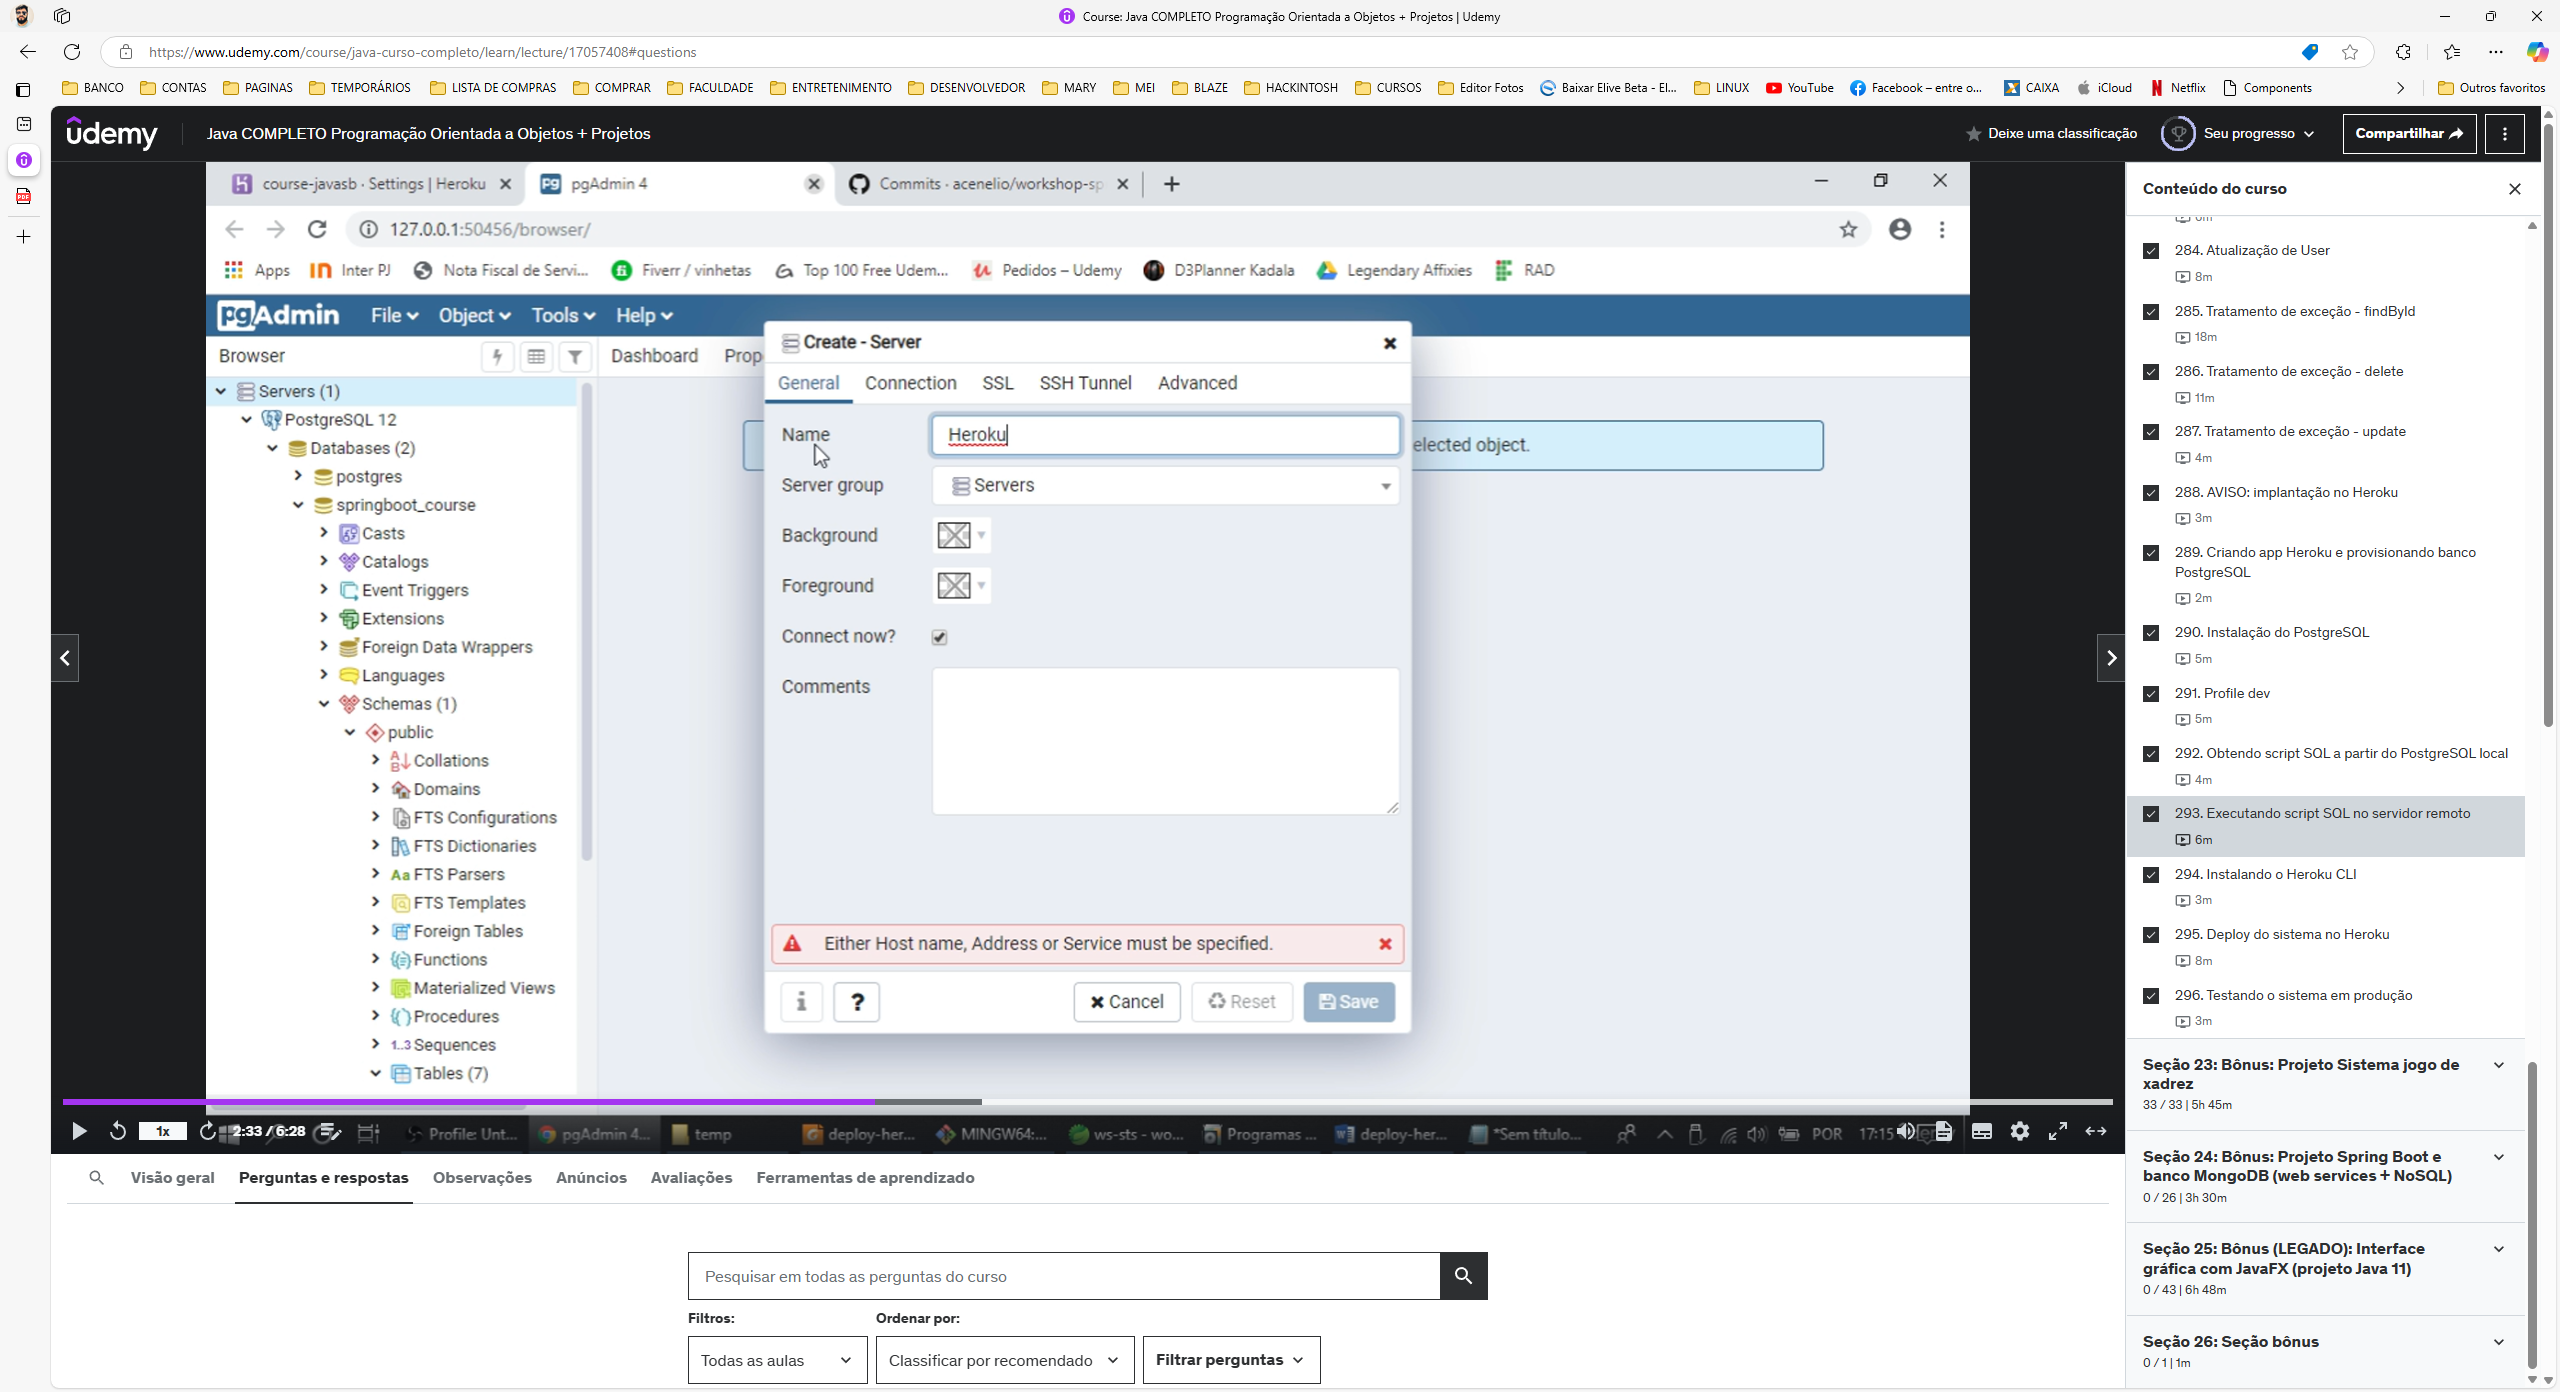 Course: Java COMPLETO Programação Orientada a Objetos + Projetos | Udemy
https://www.udemy.com/course/java-curso-completo/learn/lecture/17057408#questions
BANCO CONTAS PAGINAS TEMPORÁRIOS LISTA DE COMPRAS COMPRAR FACULDADE ENTRETENIMENTO DESENVOLVEDOR MARY MEI BLAZE HACKINTOSH CURSOS Editor Fotos Baixar Elive Beta - El... LINUX YouTube Facebook – entre o... CAIXA iCloud Netflix Components Outros favoritos
udemy Java COMPLETO Programação Orientada a Objetos + Projetos Deixe uma classificação Seu progresso Compartilhar
course-javasb · Settings | Heroku pgAdmin 4 Commits · acenelio/workshop-sp
127.0.0.1:50456/browser/
Apps Inter PJ Nota Fiscal de Servi... Fiverr / vinhetas Top 100 Free Udem... Pedidos – Udemy D3Planner Kadala Legendary Affixies RAD
pgAdmin File Object Tools Help
Browser Dashboard Prop
Servers (1)
PostgreSQL 12
Databases (2)
postgres
springboot_course
Casts
Catalogs
Event Triggers
Extensions
Foreign Data Wrappers
Languages
Schemas (1)
public
Collations
Domains
FTS Configurations
FTS Dictionaries
Aa FTS Parsers
FTS Templates
Foreign Tables
Functions
Materialized Views
Procedures
1..3 Sequences
Tables (7)
Create - Server
General Connection SSL SSH Tunnel Advanced
Name Heroku
elected object.
Server group Servers
Background
Foreground
Connect now?
Comments
Either Host name, Address or Service must be specified.
i ? Cancel Reset Save
1x 2:33 / 6:28 Profile: Unt... pgAdmin 4... temp deploy-her... MINGW64:... ws-sts - wo... Programas ... deploy-her... *Sem título... POR 17:15
Visão geral Perguntas e respostas Observações Anúncios Avaliações Ferramentas de aprendizado
Pesquisar em todas as perguntas do curso
Filtros: Ordenar por:
Todas as aulas Classificar por recomendado Filtrar perguntas
Conteúdo do curso
284. Atualização de User
8m
285. Tratamento de exceção - findById
18m
286. Tratamento de exceção - delete
11m
287. Tratamento de exceção - update
4m
288. AVISO: implantação no Heroku
3m
289. Criando app Heroku e provisionando banco
PostgreSQL
2m
290. Instalação do PostgreSQL
5m
291. Profile dev
5m
292. Obtendo script SQL a partir do PostgreSQL local
4m
293. Executando script SQL no servidor remoto
6m
294. Instalando o Heroku CLI
3m
295. Deploy do sistema no Heroku
8m
296. Testando o sistema em produção
3m
Seção 23: Bônus: Projeto Sistema jogo de
xadrez
33 / 33 | 5h 45m
Seção 24: Bônus: Projeto Spring Boot e
banco MongoDB (web services + NoSQL)
0 / 26 | 3h 30m
Seção 25: Bônus (LEGADO): Interface
gráfica com JavaFX (projeto Java 11)
0 / 43 | 6h 48m
Seção 26: Seção bônus
0 / 1 | 1m